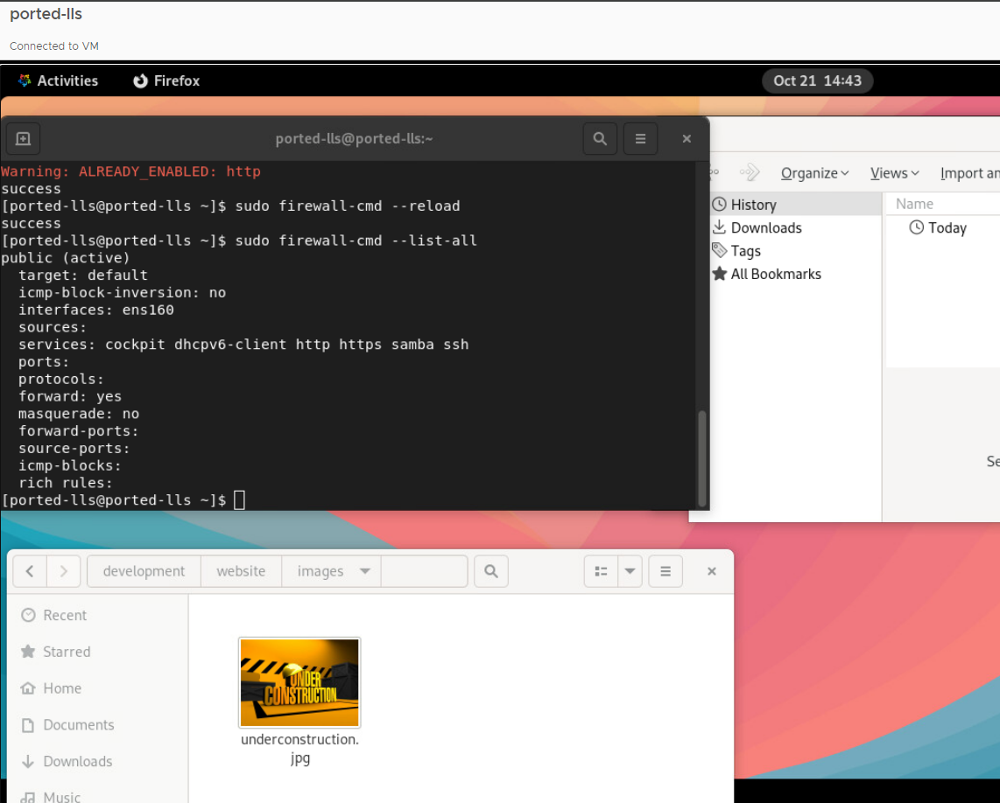 ported-lls
Connected to VM
Activities
Firefox
Oct 21 14:43
ported-lls@ported-lls:~
Warning: ALREADY_ENABLED: http
success
[ported-lls@ported-lls ~]$ sudo firewall-cmd --reload
success
[ported-lls@ported-lls ~]$ sudo firewall-cmd --list-all
public (active)
  target: default
  icmp-block-inversion: no
  interfaces: ens160
  sources:
  services: cockpit dhcpv6-client http https samba ssh
  ports:
  protocols:
  forward: yes
  masquerade: no
  forward-ports:
  source-ports:
  icmp-blocks:
  rich rules:
[ported-lls@ported-lls ~]$
Organize
Views
Import an
History
Downloads
Tags
All Bookmarks
Name
Today
Se
development
website
images
Recent
Starred
Home
Documents
Downloads
Music
UNDER
CONSTRUCTION
underconstruction.
jpg